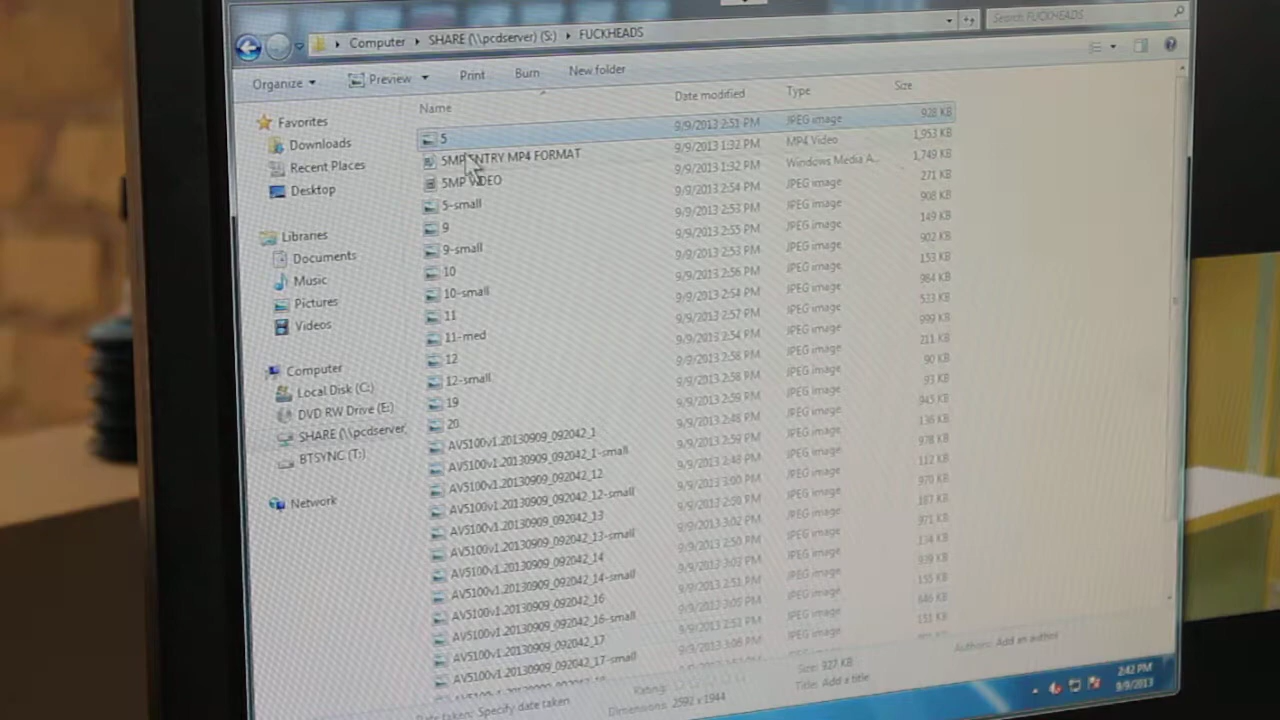 Computer SHARE (\\pcdserver) (S:) FUCKHEADS
Search FUCKHEADS
Organize Preview Print Burn New folder
Favorites
Downloads
Recent Places
Desktop
Libraries
Documents
Music
Pictures
Videos
Computer
Local Disk (C:)
DVD RW Drive (E:)
SHARE (\\pcdserver,
BTSYNC (T:)
Network
Name Date modified Type Size
5 9/9/2013 2:51 PM JPEG image 928 KB
5MP ENTRY MP4 FORMAT 9/9/2013 1:32 PM MP4 Video 1,953 KB
5MP VIDEO 9/9/2013 1:32 PM Windows Media A... 1,749 KB
5-small 9/9/2013 2:54 PM JPEG image 271 KB
9 9/9/2013 2:53 PM JPEG image 908 KB
9-small 9/9/2013 2:55 PM JPEG image 149 KB
10 9/9/2013 2:53 PM JPEG image 902 KB
10-small 9/9/2013 2:56 PM JPEG image 153 KB
11 9/9/2013 2:54 PM JPEG image 984 KB
11-med 9/9/2013 2:57 PM JPEG image 533 KB
12 9/9/2013 2:54 PM JPEG image 999 KB
12-small 9/9/2013 2:58 PM JPEG image 211 KB
19 9/9/2013 2:58 PM JPEG image 90 KB
20 9/9/2013 2:59 PM JPEG image 93 KB
AV5100v1.20130909_092042_1 9/9/2013 2:48 PM JPEG image 945 KB
AV5100v1.20130909_092042_1-small 9/9/2013 2:59 PM JPEG image 136 KB
AV5100v1.20130909_092042_12 9/9/2013 2:48 PM JPEG image 978 KB
AV5100v1.20130909_092042_12-small 9/9/2013 3:00 PM JPEG image 112 KB
AV5100v1.20130909_092042_13 9/9/2013 2:50 PM JPEG image 970 KB
AV5100v1.20130909_092042_13-small 9/9/2013 3:02 PM JPEG image 187 KB
AV5100v1.20130909_092042_14 9/9/2013 2:50 PM JPEG image 971 KB
AV5100v1.20130909_092042_14-small 9/9/2013 3:03 PM JPEG image 134 KB
AV5100v1.20130909_092042_16 9/9/2013 2:51 PM JPEG image 939 KB
AV5100v1.20130909_092042_16-small 9/9/2013 3:05 PM JPEG image 155 KB
AV5100v1.20130909_092042_17 JPEG image 846 KB
AV5100v1.20130909_092042_17-small 9/9/2013 3:06 PM JPEG image 151 KB
Date taken: Specify date taken
Rating:
Dimensions: 2592 x 1944
Size: 927 KB
Title: Add a title
Authors: Add an author
2:42 PM
9/9/2013